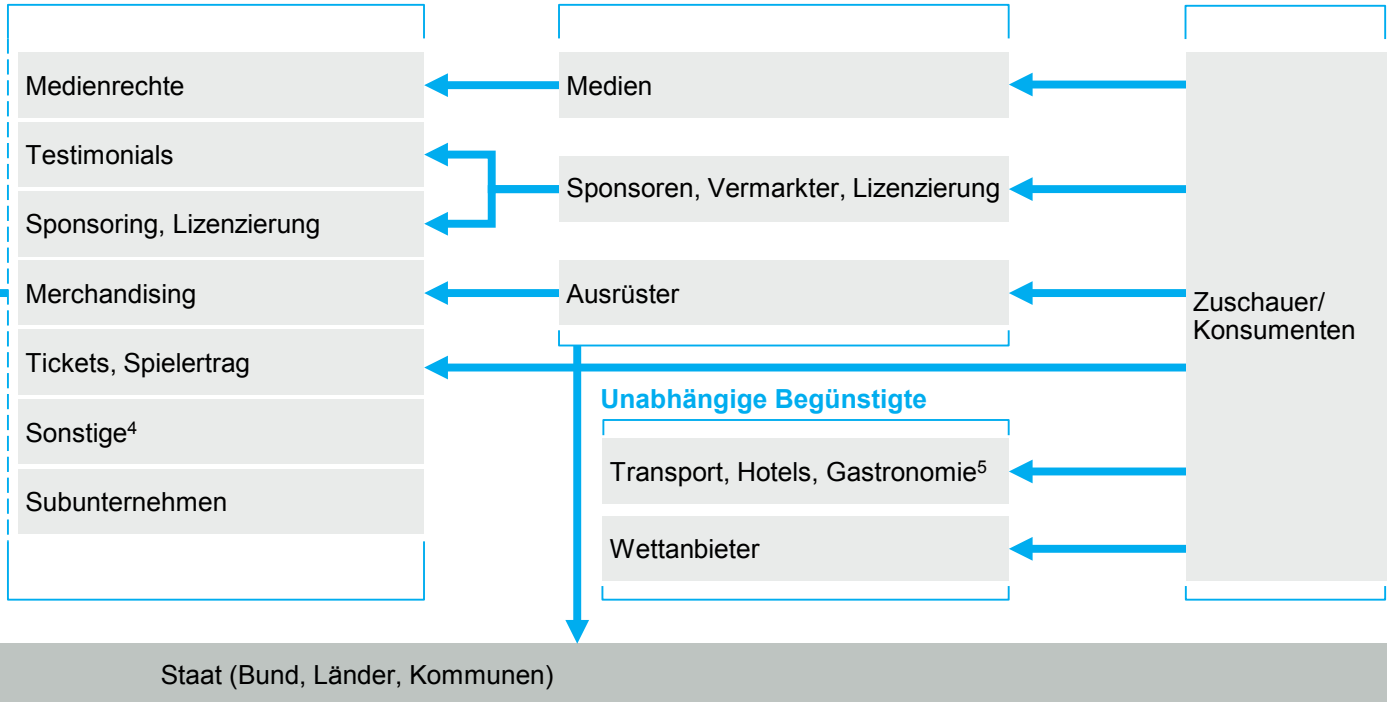 Medienrechte
Testimonials
Sponsoring, Lizenzierung
Merchandising
Tickets, Spielertrag
Sonstige⁴
Subunternehmen
Medien
Sponsoren, Vermarkter, Lizenzierung
Ausrüster
Unabhängige Begünstigte
Transport, Hotels, Gastronomie⁵
Wettanbieter
Zuschauer/
Konsumenten
Staat (Bund, Länder, Kommunen)